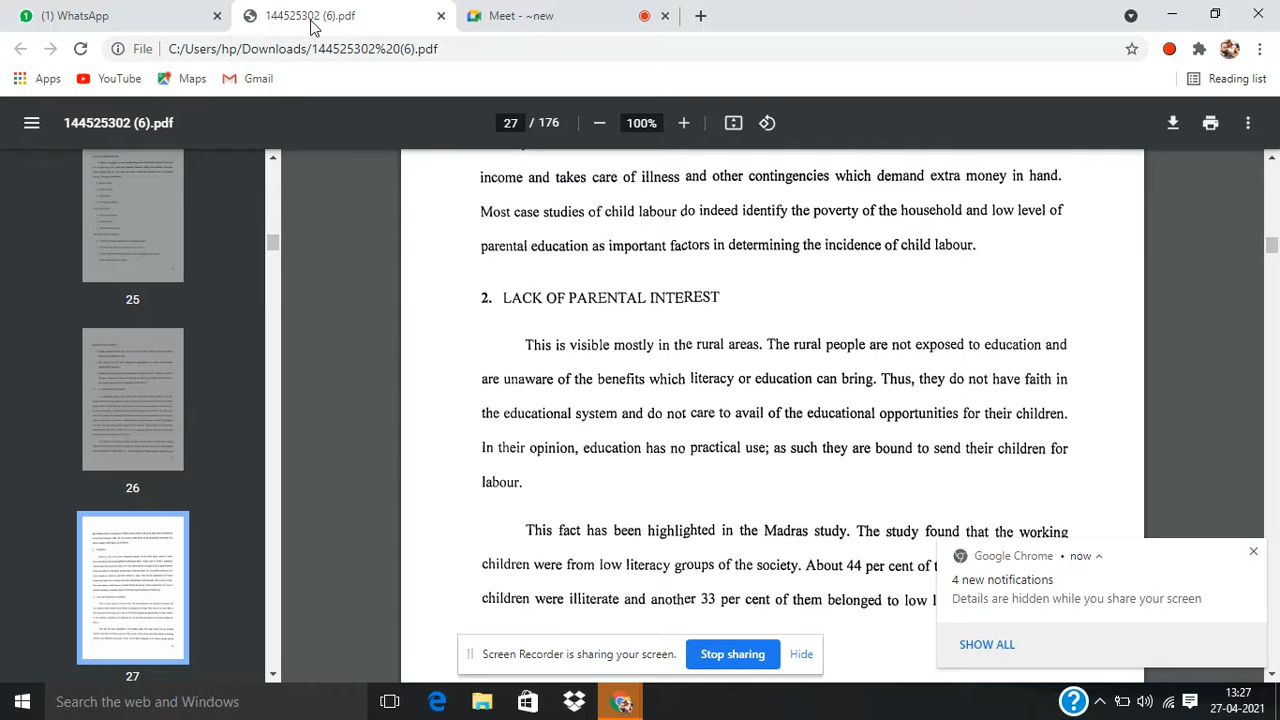 (1) WhatsApp
144525302 (6).pdf
Meet - ~new
File C:/Users/hp/Downloads/144525302%20(6).pdf
Apps YouTube Maps Gmail Reading list
144525302 (6).pdf
27 / 176
100%
25
26
27
income and takes care of illness and other contingencies which demand extra money in hand.
Most case studies of child labour do indeed identify the poverty of the household and low level of
parental education as important factors in determining the incidence of child labour.
2. LACK OF PARENTAL INTEREST
This is visible mostly in the rural areas. The rural people are not exposed to education and
are unaware of the benefits which literacy or education can bring. Thus, they do not have faith in
the educational system and do not care to avail of the educational opportunities for their children.
In their opinion, education has no practical use; as such they are bound to send their children for
labour.
This fact has been highlighted in the Madras study. The study found that the working
children were from low literacy groups of the society. About 44 per cent of
children were illiterate and another 33 per cent of them belonged to low
Google Chrome • now
4 new notifications
Details are hidden while you share your screen
SHOW ALL
Screen Recorder is sharing your screen.
Stop sharing
Hide
Search the web and Windows
13:27
27-04-2021